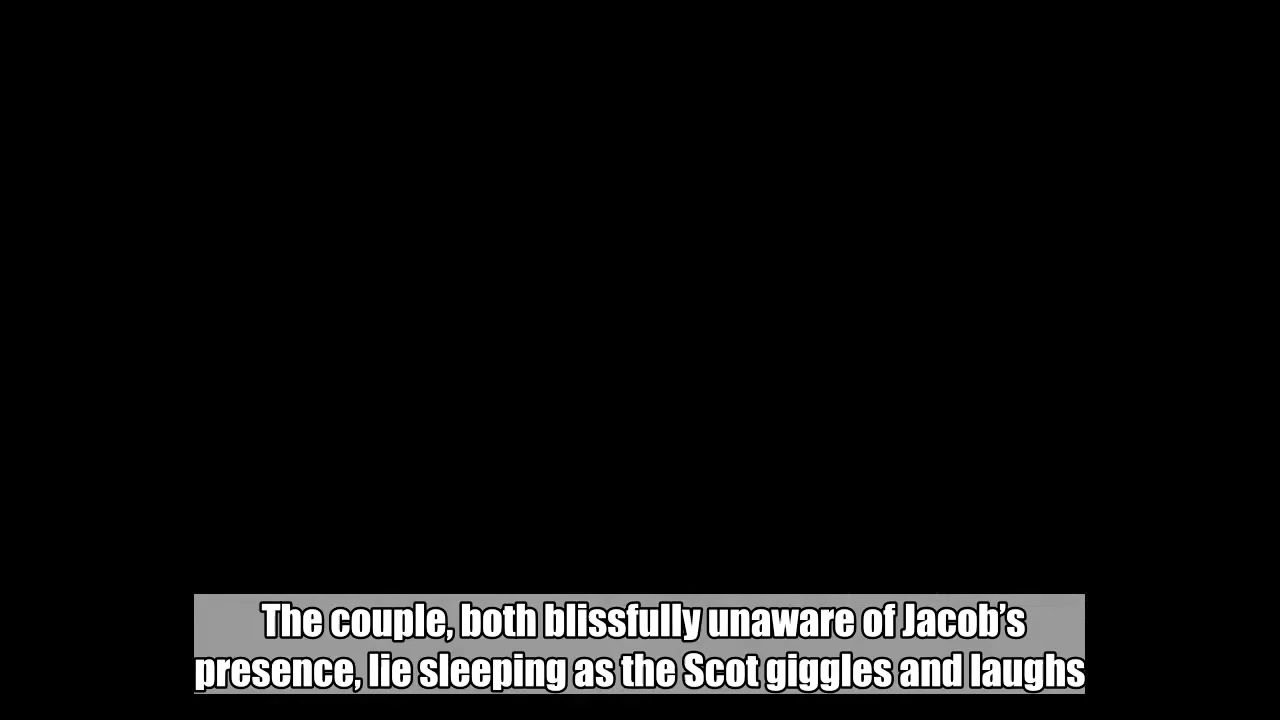 The couple, both blissfully unaware of Jacob’s
presence, lie sleeping as the Scot giggles and laughs